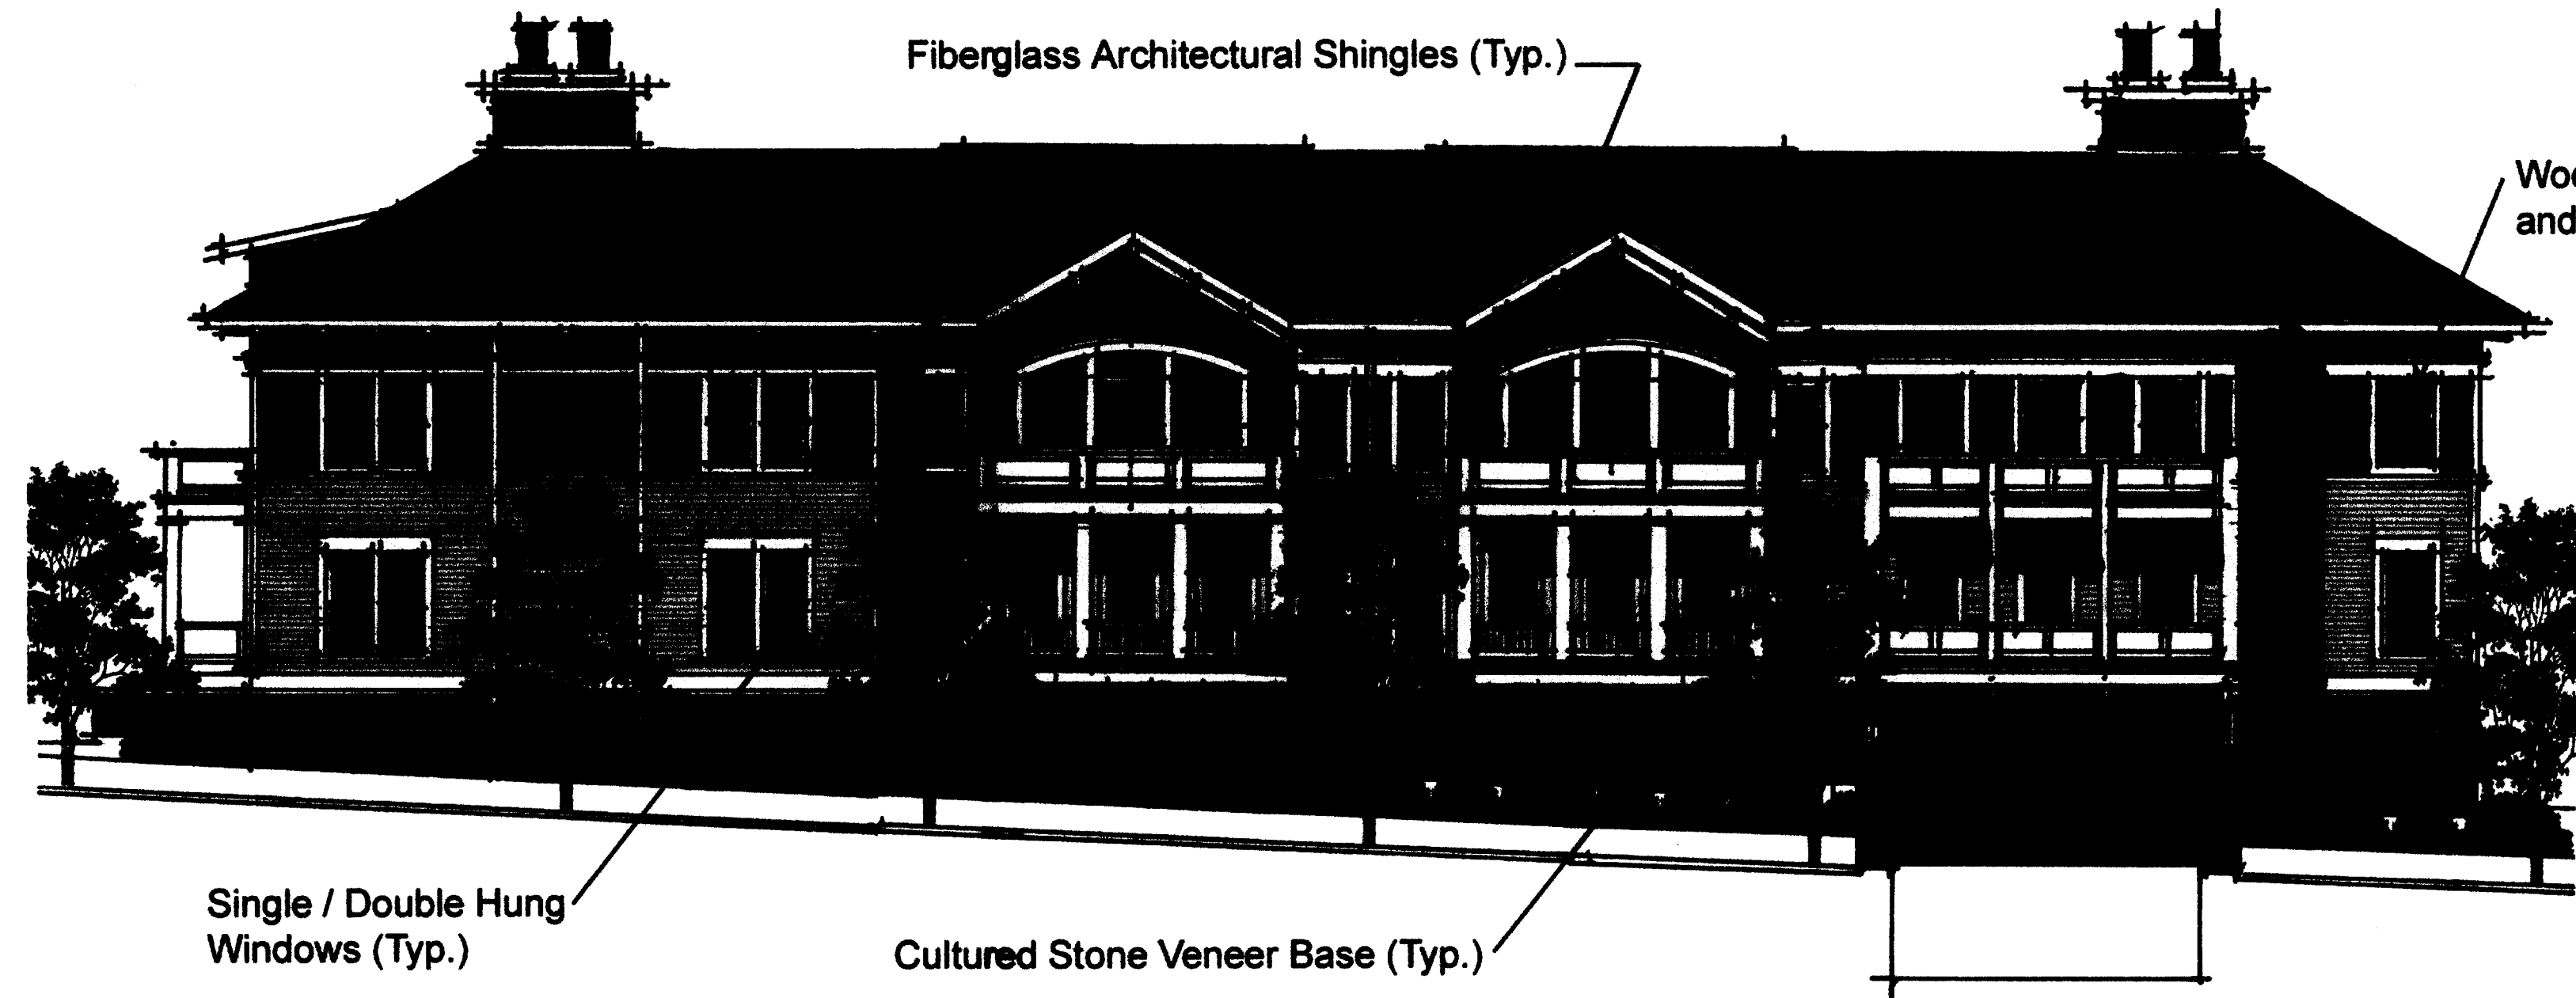 Fiberglass Architectural Shingles (Typ.)
and
Single / Double Hung
Windows (Typ.)
Cultured Stone Veneer Base (Typ.)